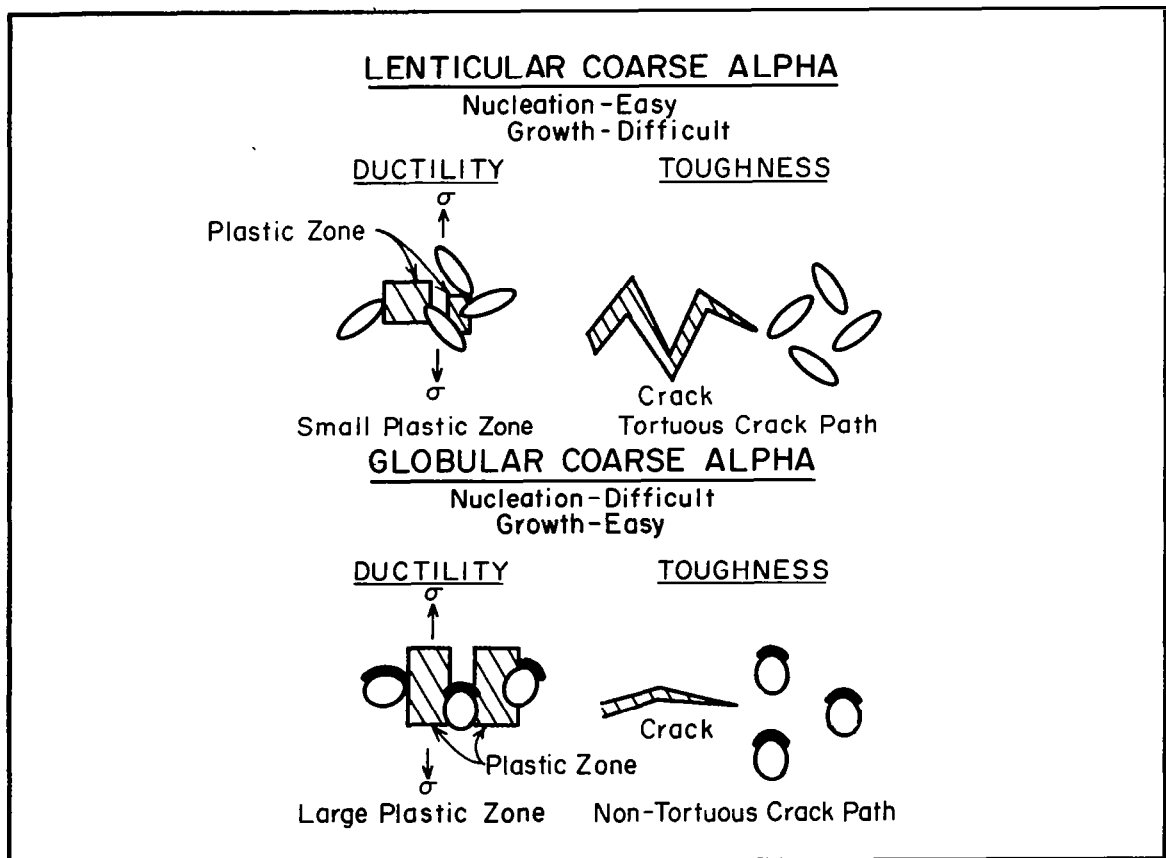 LENTICULAR COARSE ALPHA
Nucleation-Easy
Growth-Difficult
DUCTILITY
TOUGHNESS
σ
Plastic Zone
σ
Crack
Small Plastic Zone
Tortuous Crack Path
GLOBULAR COARSE ALPHA
Nucleation-Difficult
Growth-Easy
DUCTILITY
TOUGHNESS
σ
Crack
Plastic Zone
σ
Large Plastic Zone
Non-Tortuous Crack Path